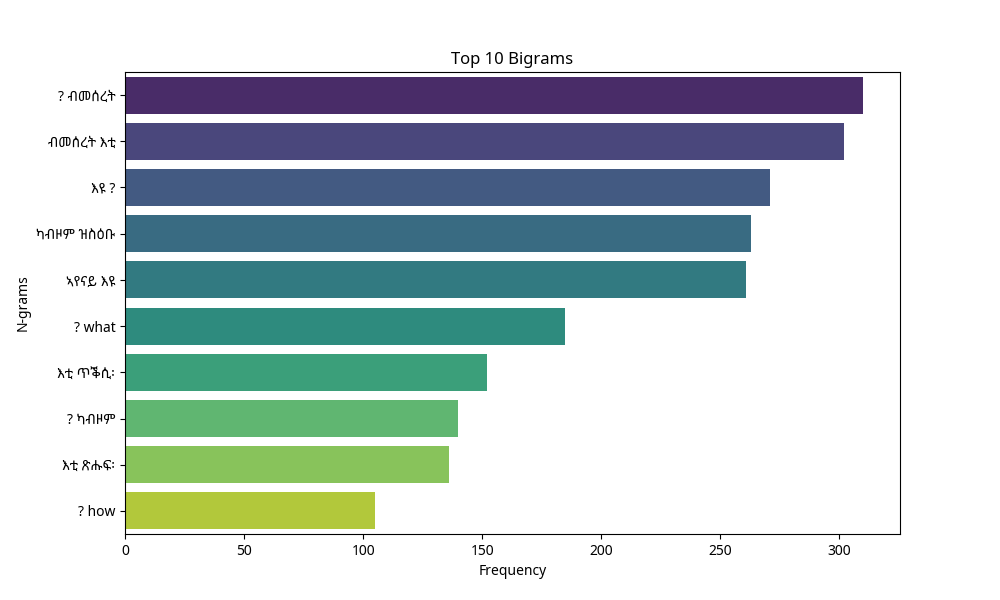 Top 10 Bigrams
? ብመሰረት
ብመሰረት እቲ
እዩ ?
ካብዞም ዝስዕቡ
ኣየናይ እዩ
? what
እቲ ጥቕሲ፡
? ካብዞም
እቲ ጽሑፍ፡
? how
N-grams
0 50 100 150 200 250 300
Frequency